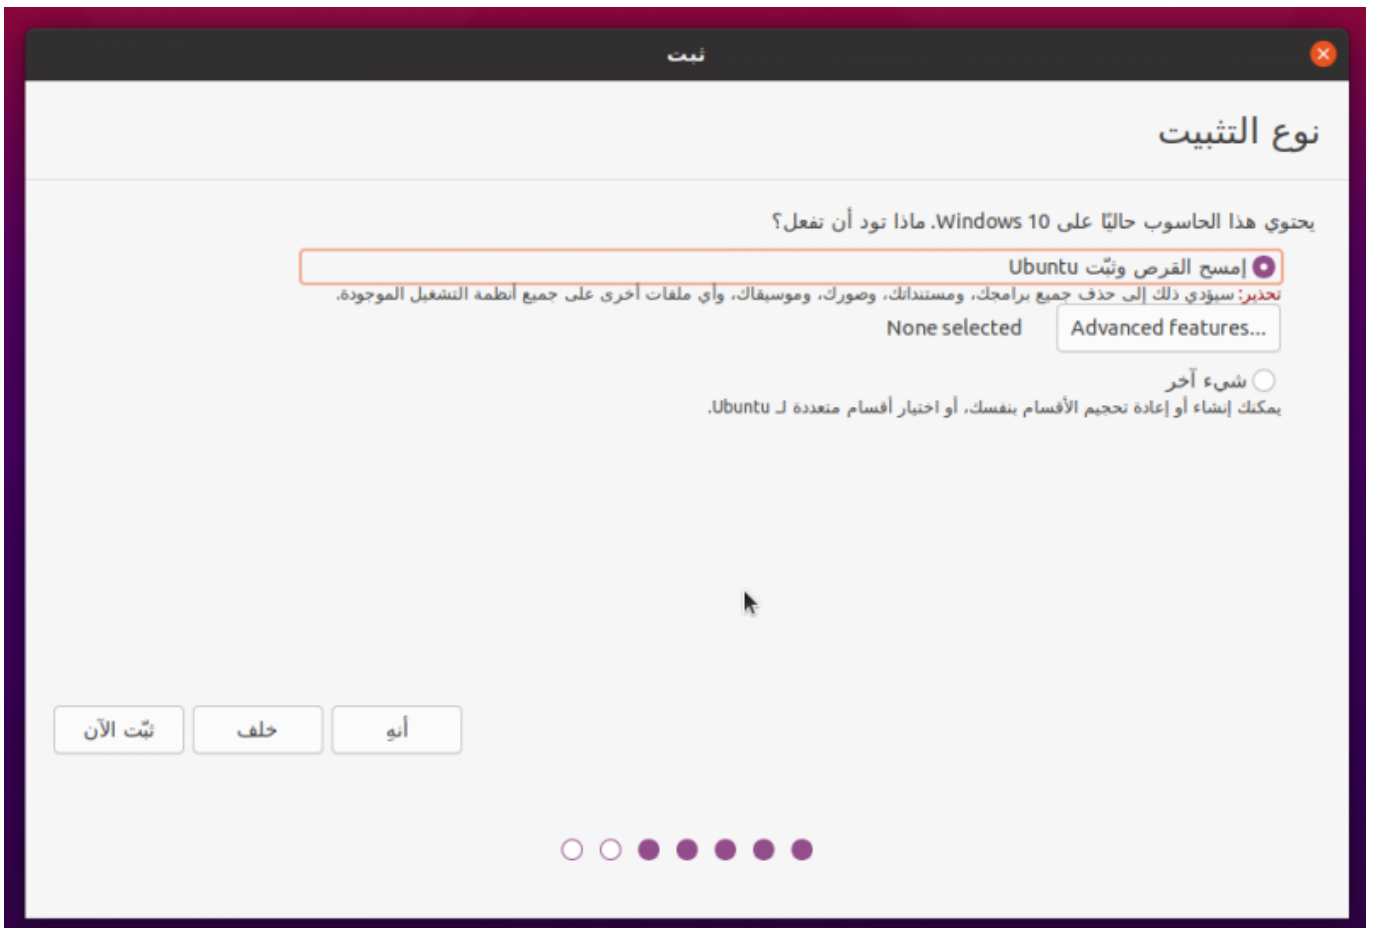 ثبت
نوع التثبيت
يحتوي هذا الحاسوب حاليًا على Windows 10. ماذا تود أن تفعل؟
إمسح القرص وثبّت Ubuntu
تحذير: سيؤدي ذلك إلى حذف جميع برامجك، ومستنداتك، وصورك، وموسيقاك، وأي ملفات أخرى على جميع أنظمة التشغيل الموجودة.
Advanced features... None selected
شيء آخر
يمكنك إنشاء أو إعادة تحجيم الأقسام بنفسك، أو اختيار أقسام متعددة لـ Ubuntu.
أنهِ خلف ثبّت الآن